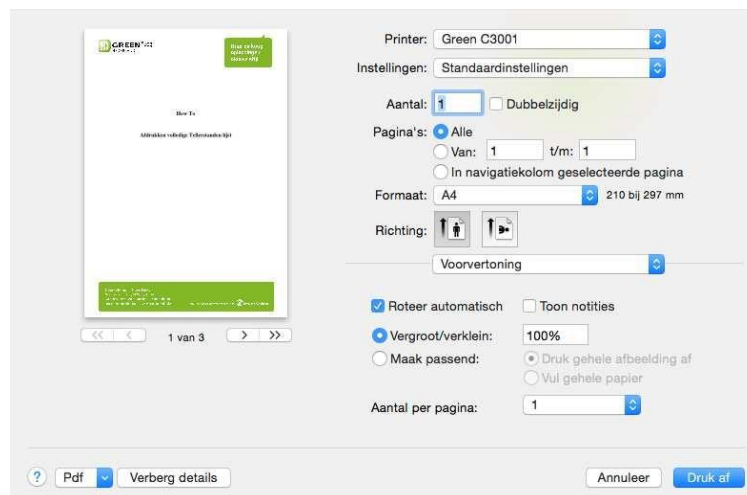 Printer: Green C3001
Instellingen: Standaardinstellingen
Aantal: 1 Dubbelzijdig
Pagina's: Alle
Van: 1 t/m: 1
In navigatiekolom geselecteerde pagina
Formaat: A4 210 bij 297 mm
Richting:
Voorvertoning
Roteer automatisch Toon notities
Vergroot/verklein: 100%
Maak passend: Druk gehele afbeelding af
Vul gehele papier
Aantal per pagina: 1
GREEN
How To
Afdrukken volledige Tellerstandenlijst
<< < 1 van 3 > >>
? Pdf Verberg details Annuleer Druk af